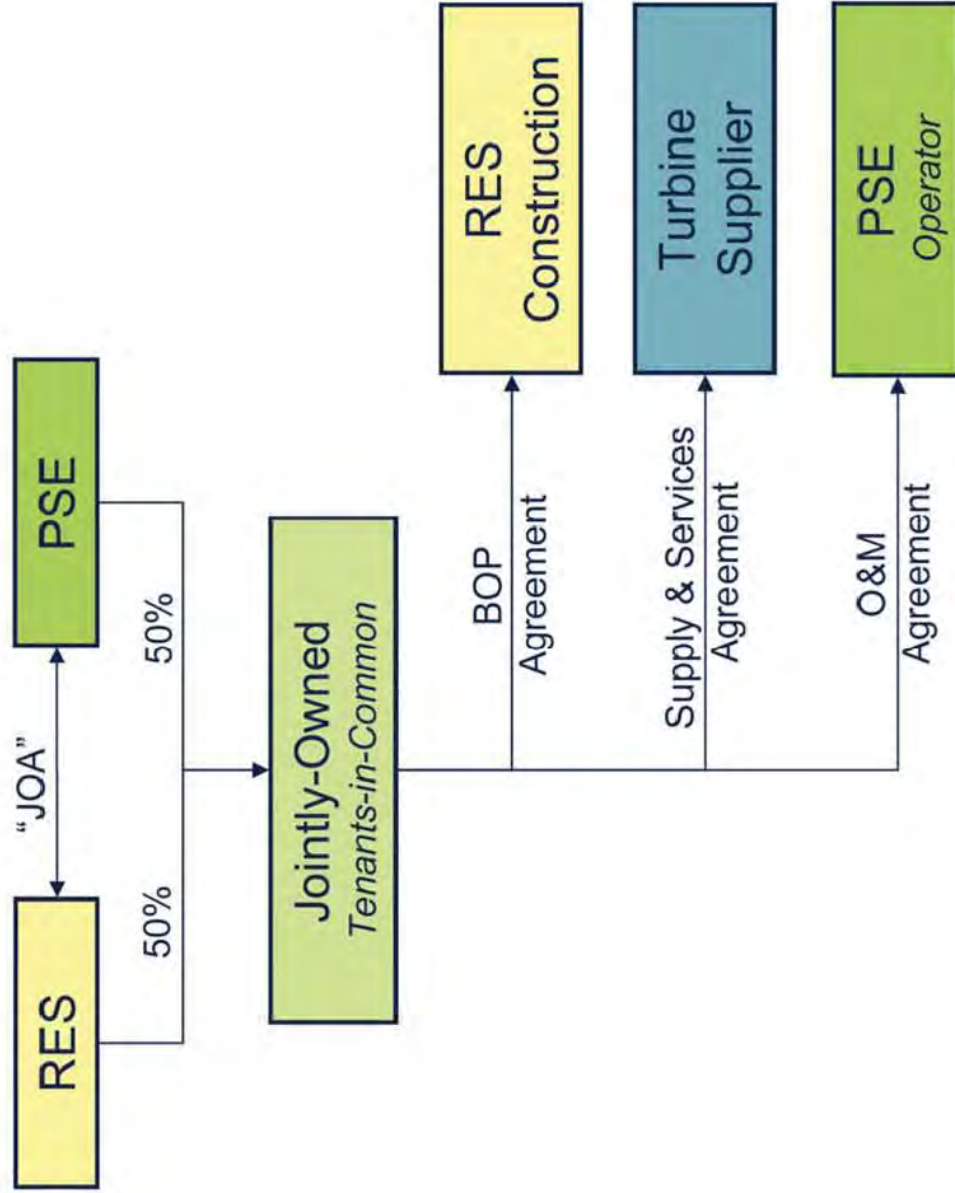 RES
"JOA"
PSE
50%
50%
Jointly-Owned
Tenants-in-Common
BOP
Agreement
RES
Construction
Supply & Services
Agreement
Turbine
Supplier
O&M
Agreement
PSE
Operator